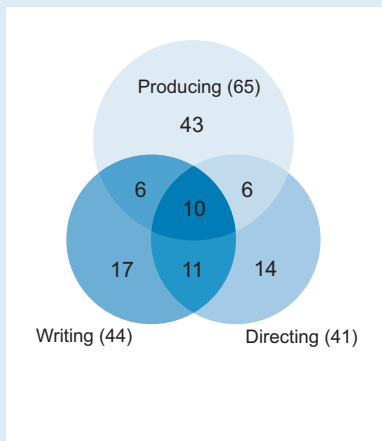 Producing (65)
43
6 6
10
17 11 14
Writing (44) Directing (41)